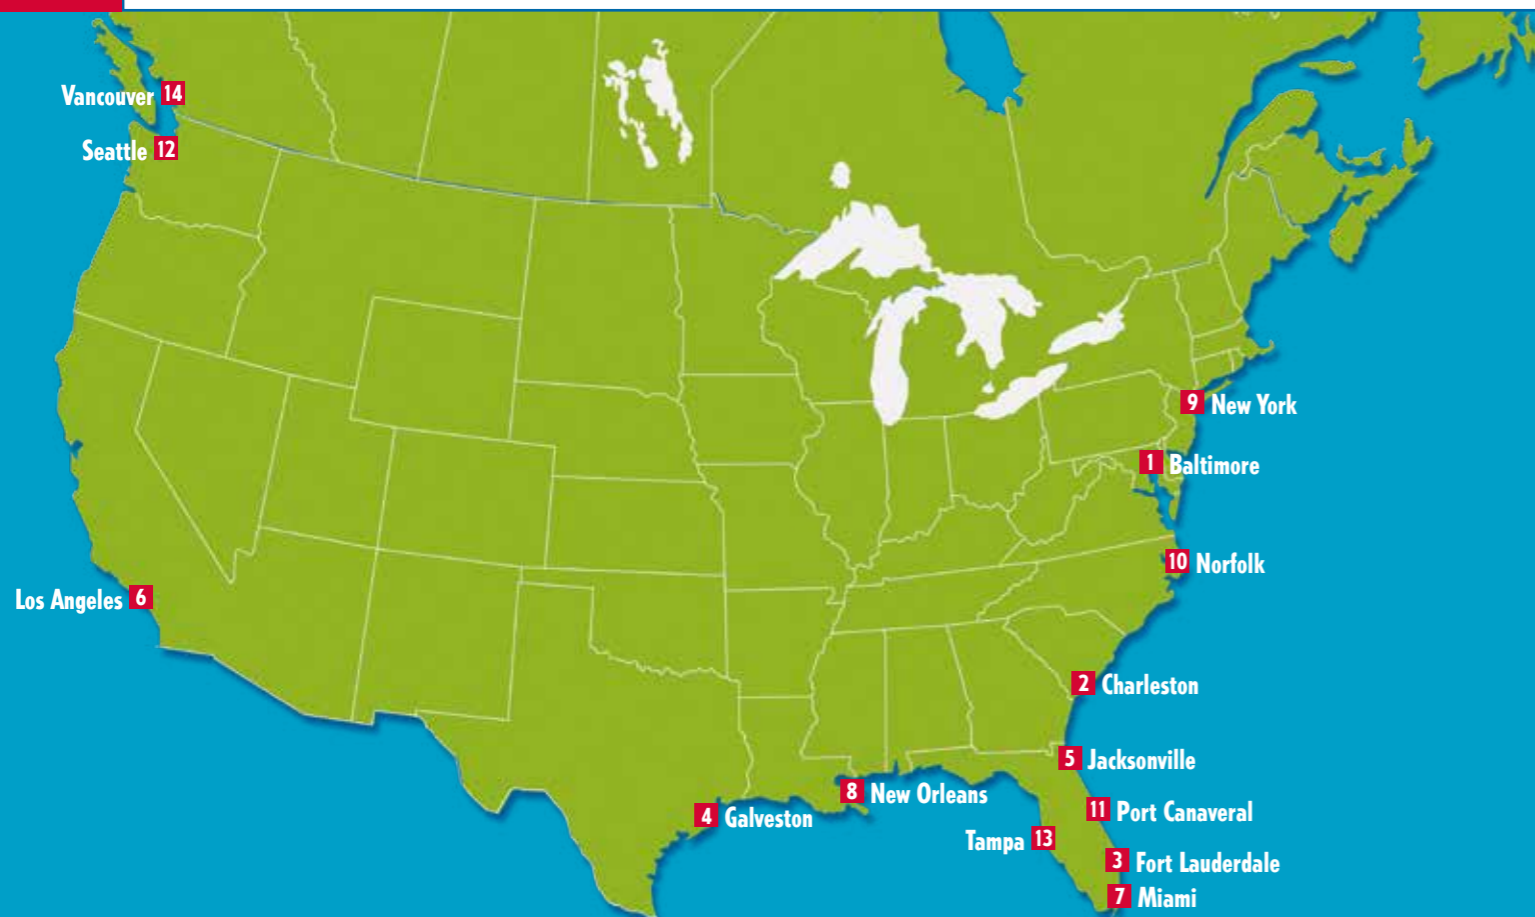 Vancouver 14
Seattle 12
9 New York
1 Baltimore
10 Norfolk
Los Angeles 6
2 Charleston
5 Jacksonville
8 New Orleans
11 Port Canaveral
4 Galveston
Tampa 13
3 Fort Lauderdale
7 Miami